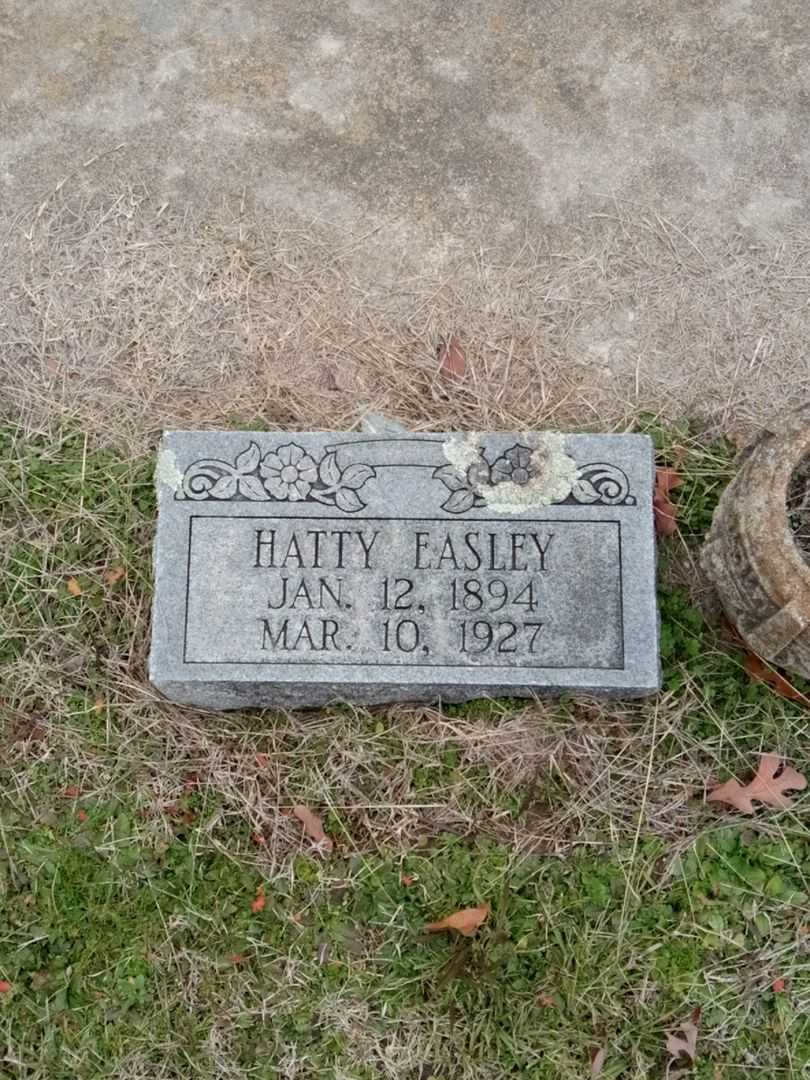 HATTY EASLEY
JAN. 12, 1894
MAR. 10, 1927